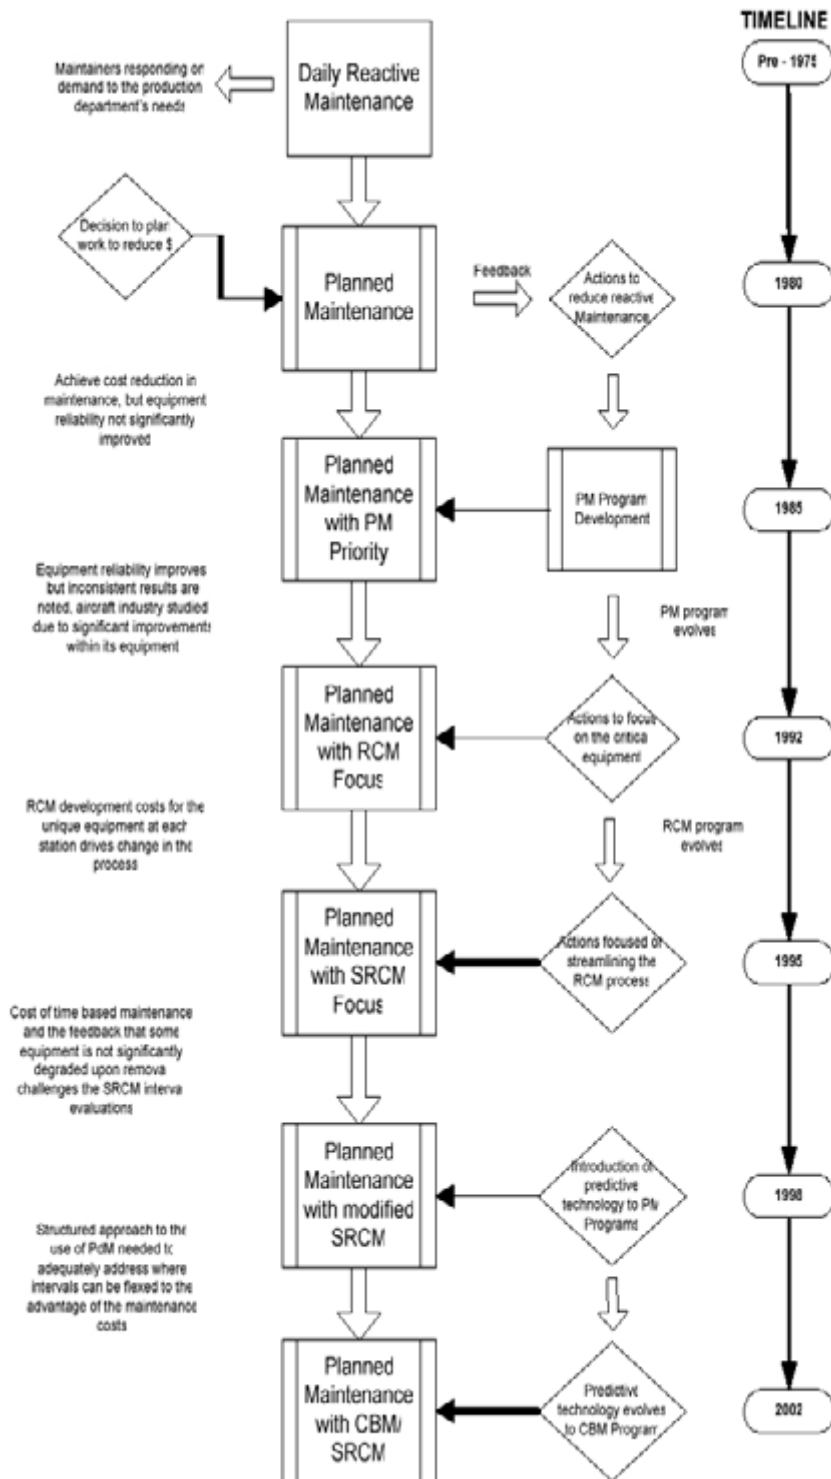 TIMELINE
Pre - 1975
Daily Reactive
Maintenance
Maintainers responding on
demand to the production
department's needs
Decision to plan
work to reduce $
Planned
Maintenance
Feedback
Actions to
reduce reactive
Maintenance
1980
Achieve cost reduction in
maintenance, but equipment
reliability not significantly
improved
Planned
Maintenance
with PM
Priority
PM Program
Development
1985
Equipment reliability improves
but inconsistent results are
noted, aircraft industry studied
due to significant improvements
within its equipment
PM program
evolves
Planned
Maintenance
with RCM
Focus
Actions to focus
on the critical
equipment
1992
RCM development costs for the
unique equipment at each
station drives change in the
process
RCM program
evolves
Planned
Maintenance
with SRCM
Focus
Actions focused of
streamlining the
RCM process
1995
Cost of time based maintenance
and the feedback that some
equipment is not significantly
degraded upon removal
challenges the SRCM interval
evaluations
Planned
Maintenance
with modified
SRCM
Introduction of
predictive
technology to PM
Programs
1998
Structured approach to the
use of PdM needed to
adequately address where
intervals can be flexed to the
advantage of the maintenance
costs
Planned
Maintenance
with CBM/
SRCM
Predictive
technology evolves
to CBM Program
2002